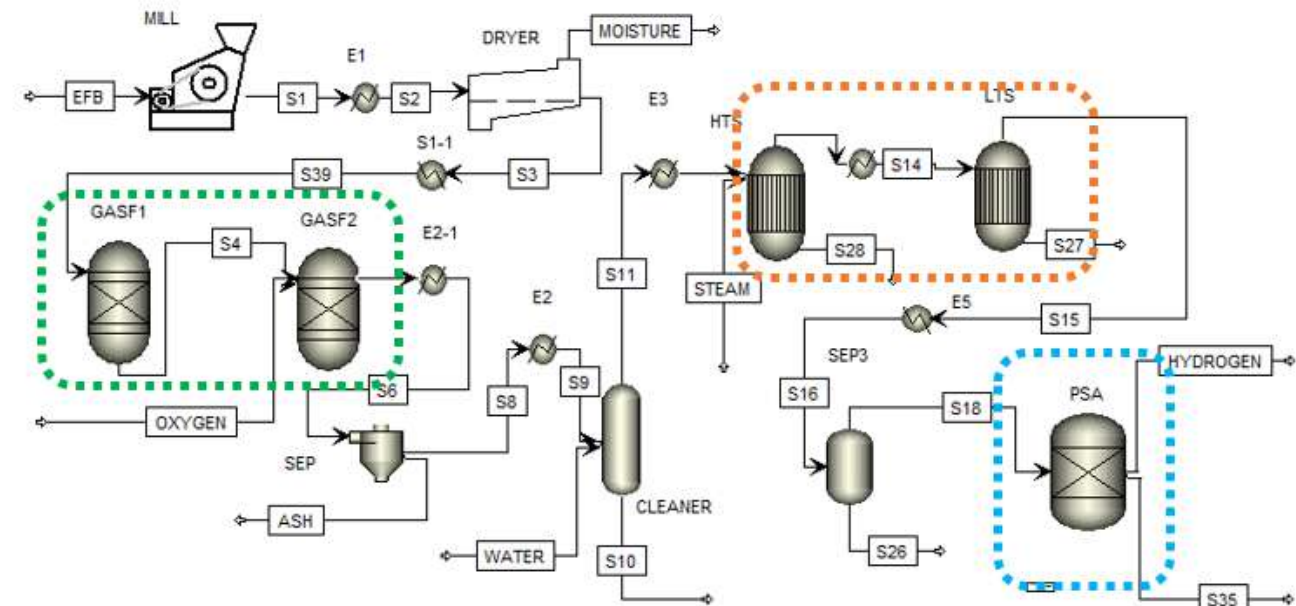 MILL
E1
DRYER
MOISTURE
EFB
S1
S2
E3
HTS
LTS
S1-1
S39
S3
S14
GASF1
GASF2
S4
E2-1
S28
S27
S11
STEAM
E2
E5
S15
SEP3
HYDROGEN
S6
S8
S9
S16
S18
PSA
OXYGEN
SEP
CLEANER
ASH
WATER
S10
S26
S35